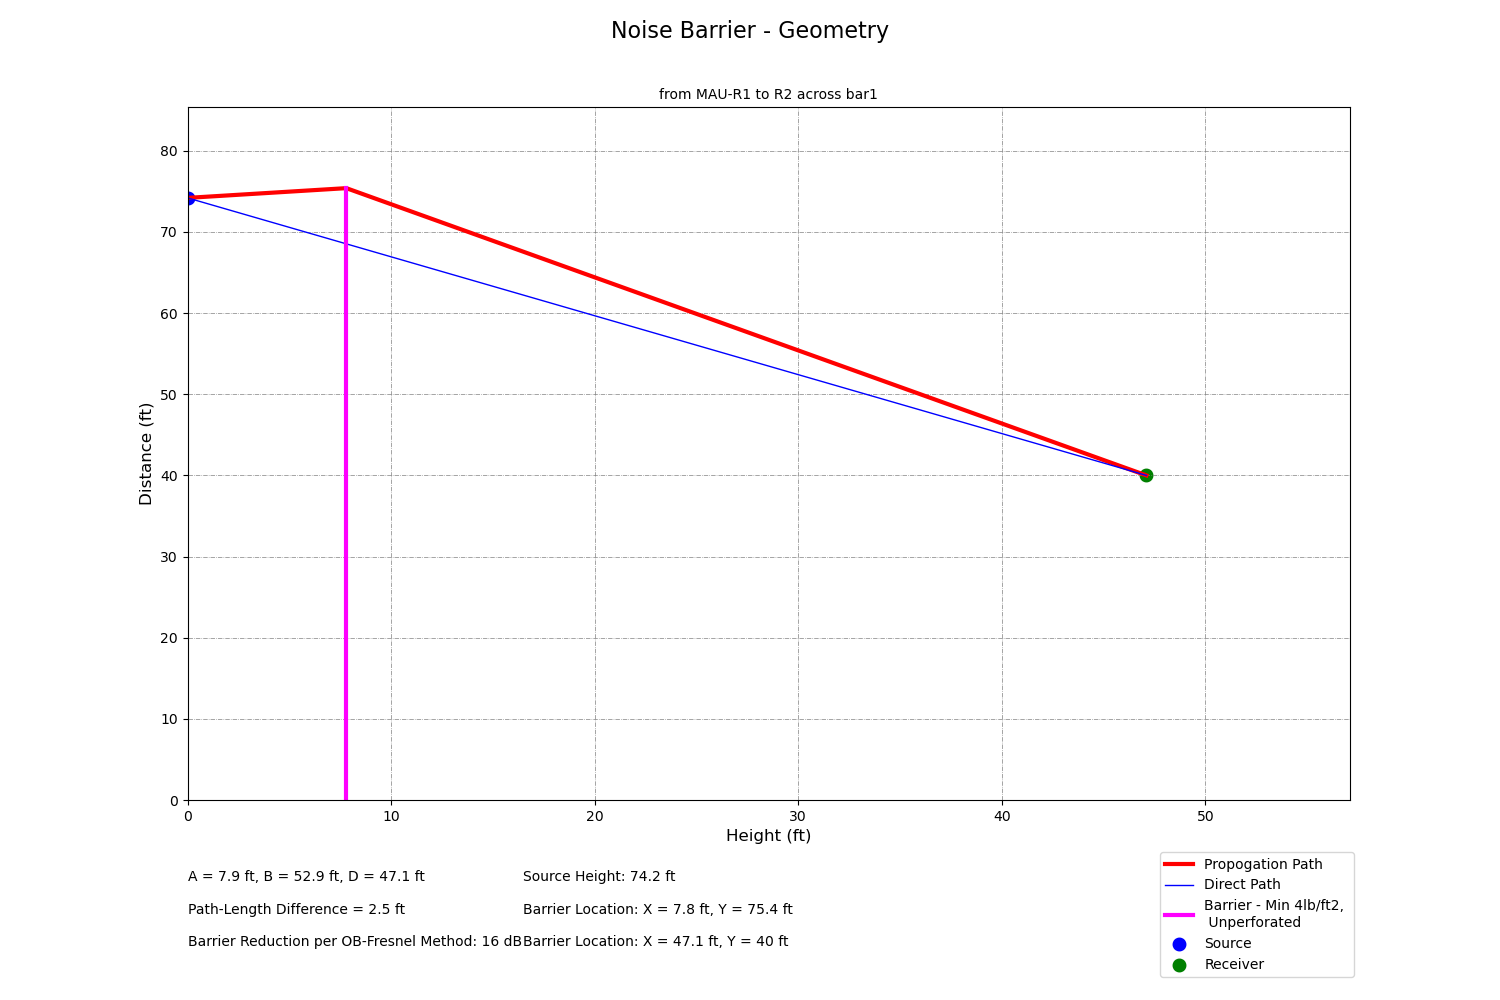 Noise Barrier - Geometry
from MAU-R1 to R2 across bar1
80
70
60
50
40
30
20
10
0
Distance (ft)
0 10 20 30 40 50
Height (ft)
A = 7.9 ft, B = 52.9 ft, D = 47.1 ft
Path-Length Difference = 2.5 ft
Barrier Reduction per OB-Fresnel Method: 16 dB
Source Height: 74.2 ft
Barrier Location: X = 7.8 ft, Y = 75.4 ft
Barrier Location: X = 47.1 ft, Y = 40 ft
Propogation Path
Direct Path
Barrier - Min 4lb/ft2,
Unperforated
Source
Receiver